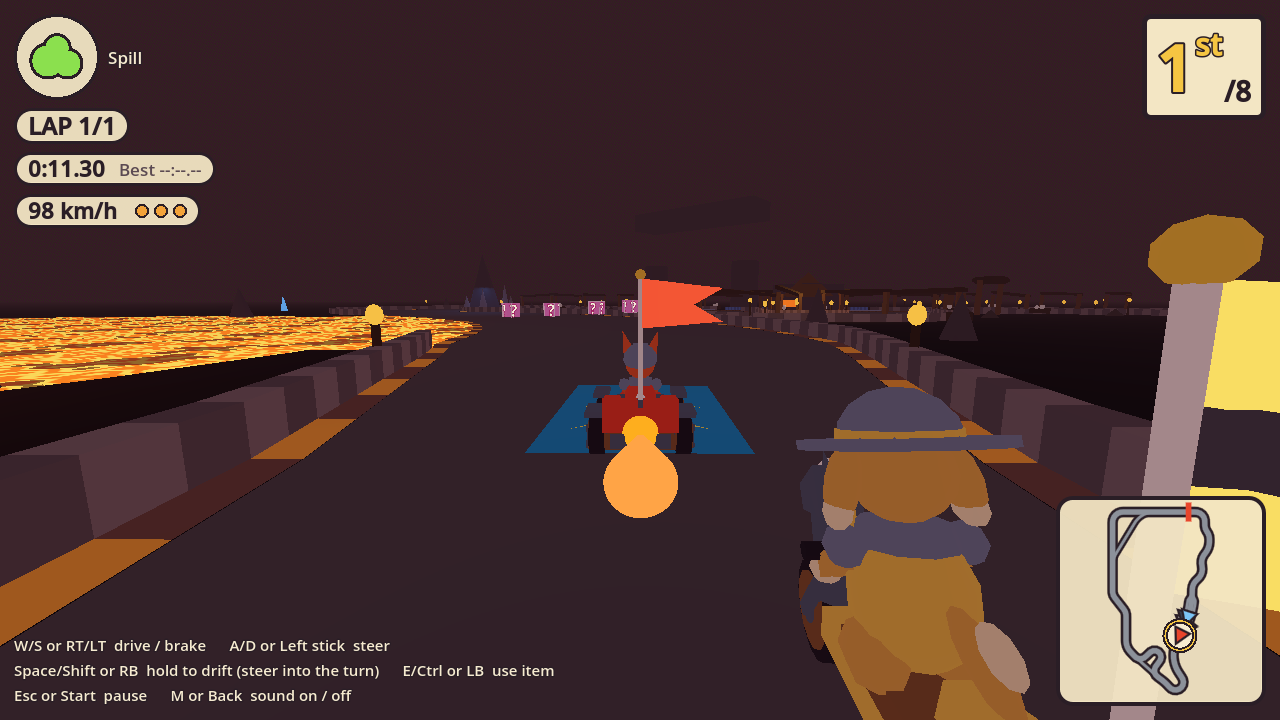 Spill
1st
/8
LAP 1/1
0:11.30 Best --:--.--
98 km/h
? ? ? ? ?
W/S or RT/LT drive / brake A/D or Left stick steer
Space/Shift or RB hold to drift (steer into the turn) E/Ctrl or LB use item
Esc or Start pause M or Back sound on / off